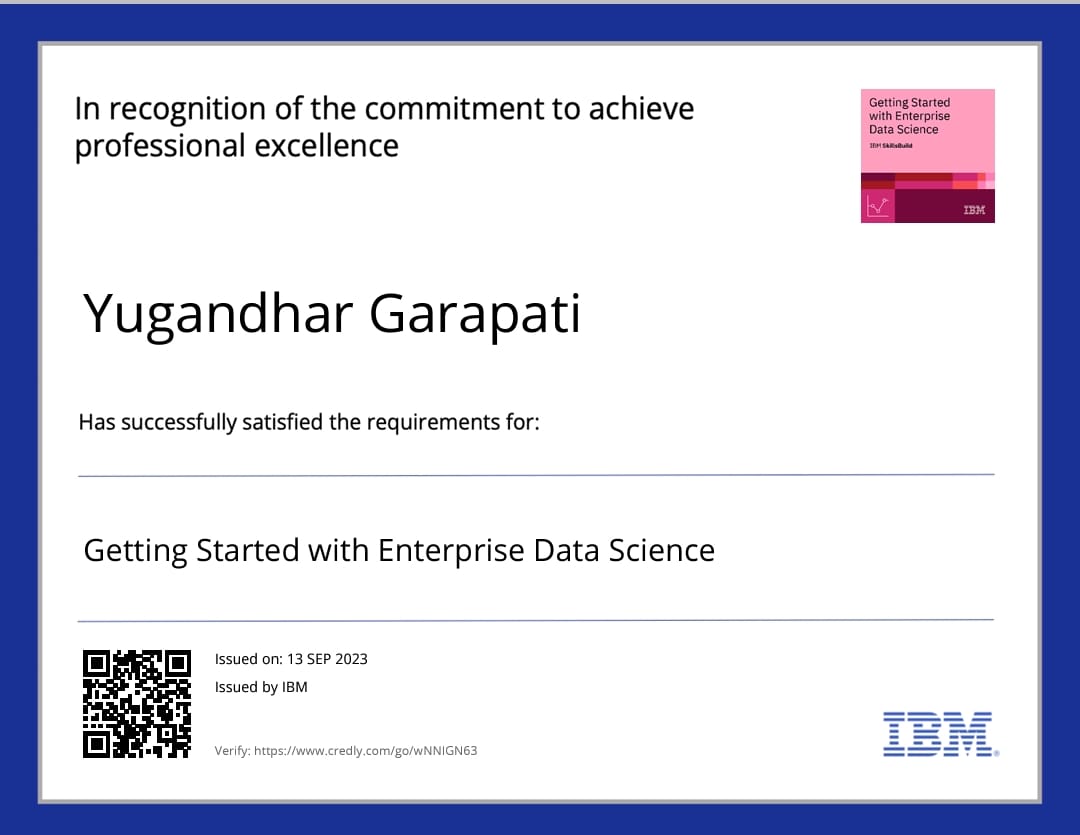 In recognition of the commitment to achieve
professional excellence
Getting Started
with Enterprise
Data Science
IBM SkillsBuild
IBM
Yugandhar Garapati
Has successfully satisfied the requirements for:
Getting Started with Enterprise Data Science
Issued on: 13 SEP 2023
Issued by IBM
Verify: https://www.credly.com/go/wNNIGN63
IBM®